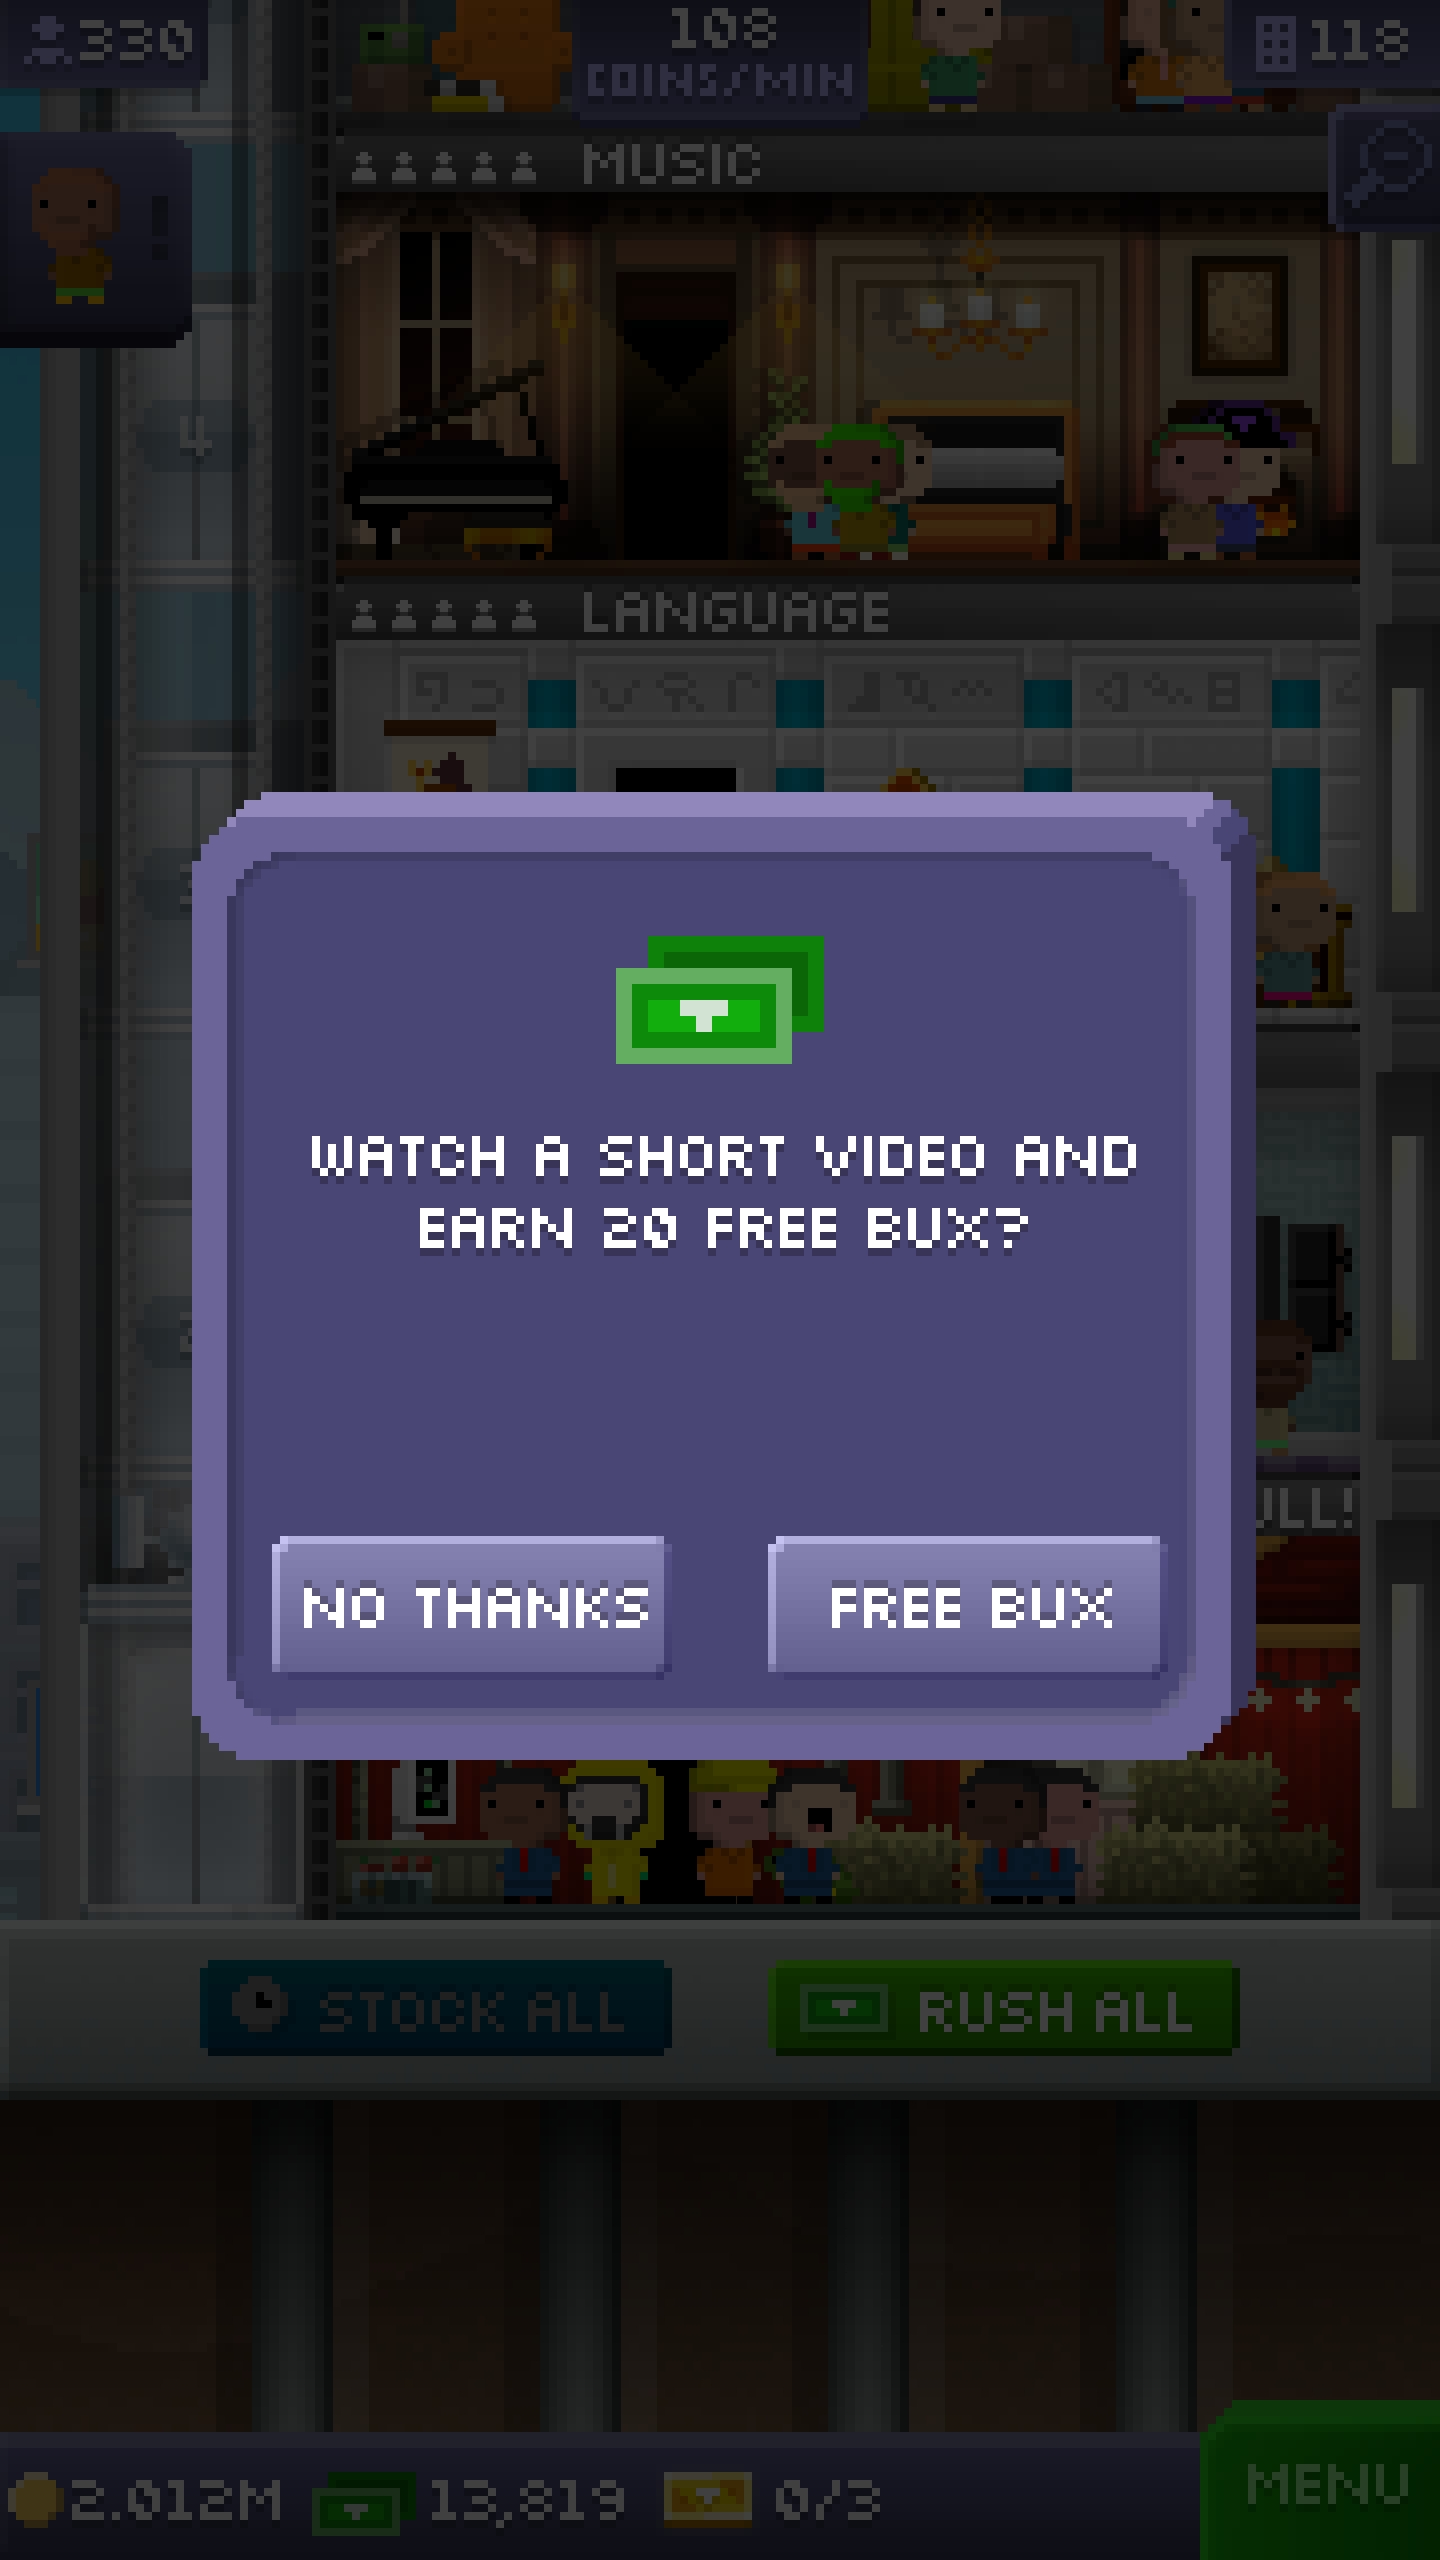 330
108
COINS/MIN
118
MUSIC
4
LANGUAGE
WATCH A SHORT VIDEO AND
EARN 20 FREE BUX?
NO THANKS
FREE BUX
STOCK ALL
RUSH ALL
2.012M
13,819
0/3
MENU